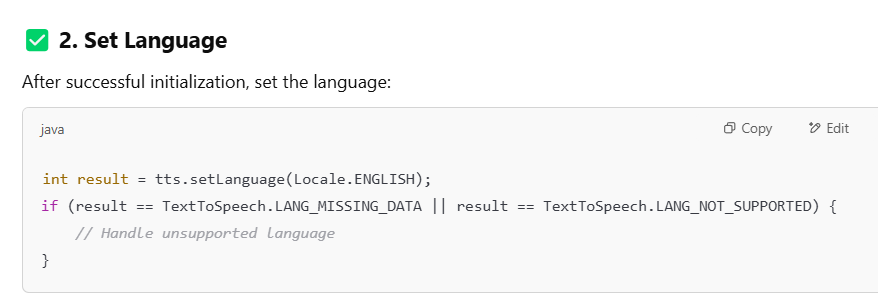 ✅ 2. Set Language
After successful initialization, set the language:
java
Copy
Edit
int result = tts.setLanguage(Locale.ENGLISH);
if (result == TextToSpeech.LANG_MISSING_DATA || result == TextToSpeech.LANG_NOT_SUPPORTED) {
    // Handle unsupported language
}